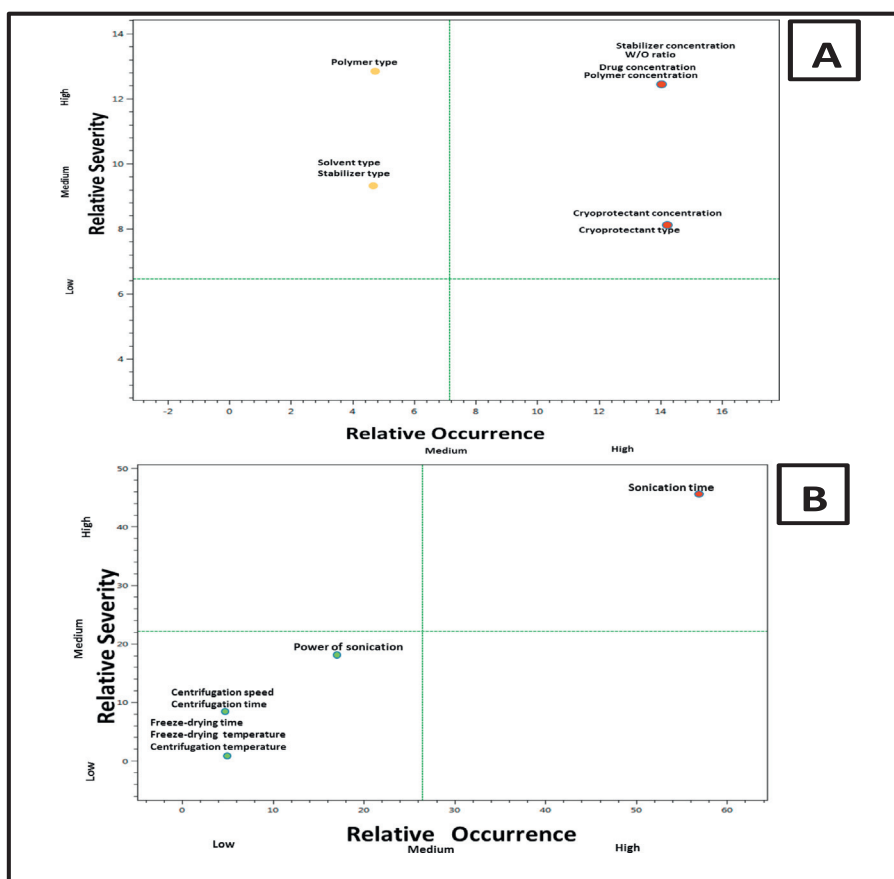 A
14
12
10
8
6
4
Relative Severity
High
Medium
Low
Polymer type
Stabilizer concentration
W/O ratio
Drug concentration
Polymer concentration
Solvent type
Stabilizer type
Cryoprotectant concentration
Cryoprotectant type
-2
0
2
4
6
8
10
12
14
16
Relative Occurrence
Medium
High
B
50
40
30
20
10
0
Relative Severity
High
Medium
Low
Sonication time
Power of sonication
Centrifugation speed
Centrifugation time
Freeze-drying time
Freeze-drying temperature
Centrifugation temperature
0
10
20
30
40
50
60
Relative Occurrence
Low
Medium
High